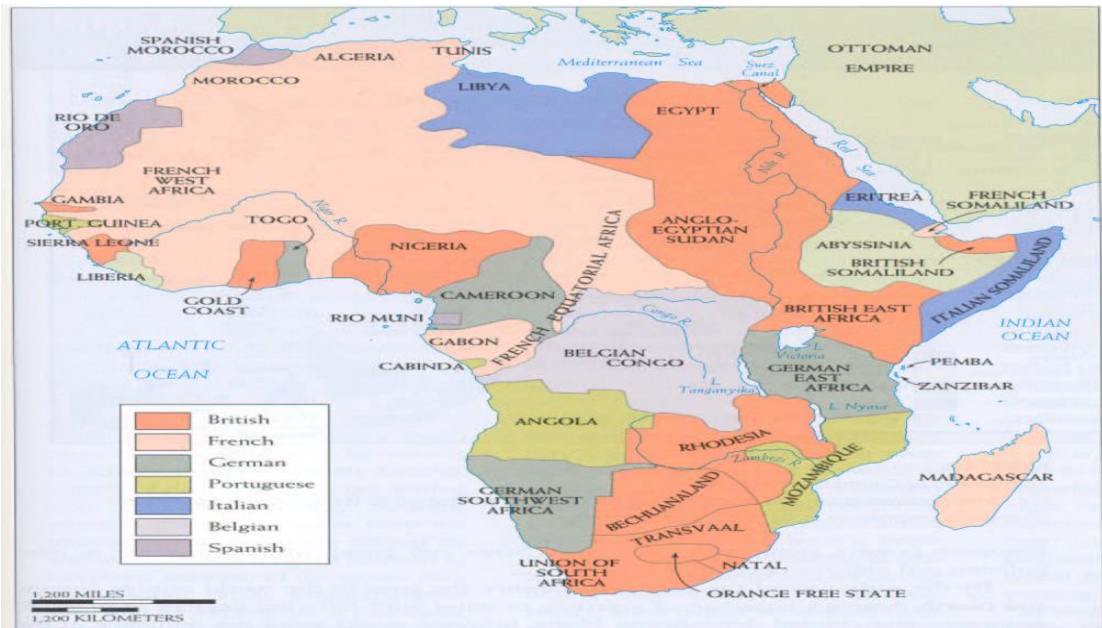 SPANISH
MOROCCO
ALGERIA
TUNIS
MOROCCO
Mediterranean Sea
Suez
Canal
OTTOMAN
EMPIRE
LIBYA
EGYPT
RIO DE
ORO
Nile R.
Red
Sea
FRENCH
WEST
AFRICA
GAMBIA
PORT. GUINEA
SIERRA LEONE
LIBERIA
TOGO
Niger R.
GOLD
COAST
NIGERIA
ANGLO-
EGYPTIAN
SUDAN
ERITREÀ
FRENCH
SOMALILAND
ABYSSINIA
BRITISH
SOMALILAND
ITALIAN SOMALILAND
CAMEROON
FRENCH EQUATORIAL AFRICA
RIO MUNI
GABON
CABINDA
Congo R.
BELGIAN
CONGO
BRITISH EAST
AFRICA
INDIAN
OCEAN
ATLANTIC
OCEAN
L.
Victoria
GERMAN
EAST
AFRICA
PEMBA
ZANZIBAR
L.
Tanganyika
L. Nyasa
ANGOLA
RHODESIA
Zambezi R.
MOZAMBIQUE
MADAGASCAR
GERMAN
SOUTHWEST
AFRICA
BECHUANALAND
TRANSVAAL
UNION OF
SOUTH
AFRICA
NATAL
ORANGE FREE STATE
British
French
German
Portuguese
Italian
Belgian
Spanish
1,200 MILES
1,200 KILOMETERS